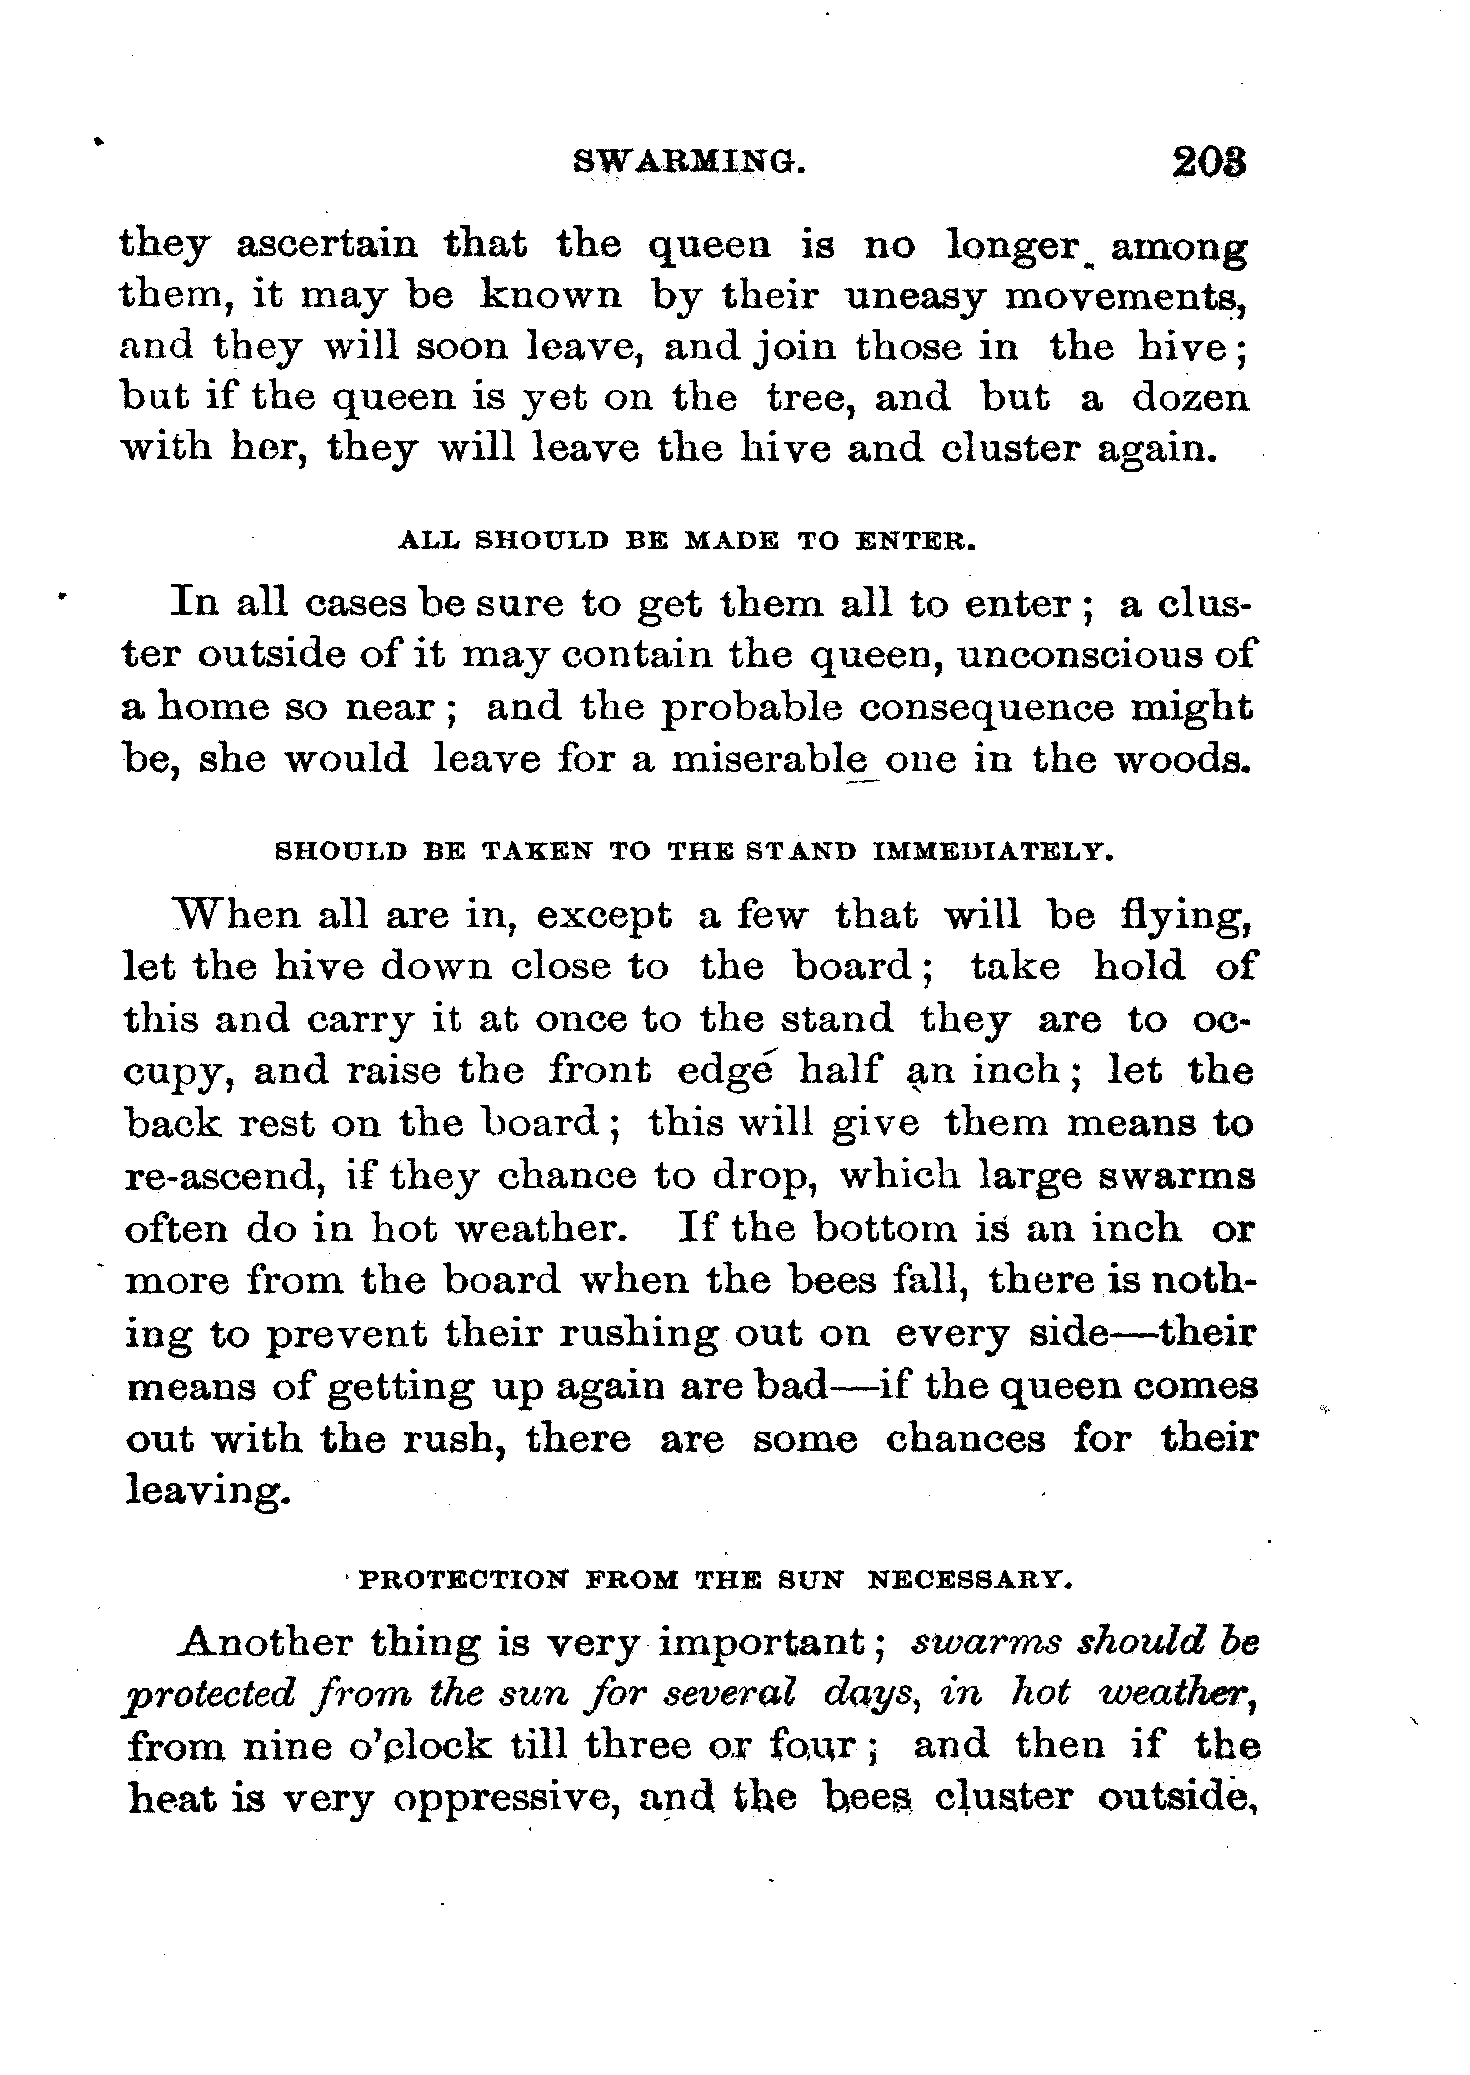 SWARMING. 203
they ascertain that the queen is no longer among
them, it may be known by their uneasy movements,
and they will soon leave, and join those in the hive;
but if the queen is yet on the tree, and but a dozen
with her, they will leave the hive and cluster again.
ALL SHOULD BE MADE TO ENTER.
In all cases be sure to get them all to enter; a clus-
ter outside of it may contain the queen, unconscious of
a home so near; and the probable consequence might
be, she would leave for a miserable one in the woods.
SHOULD BE TAKEN TO THE STAND IMMEDIATELY.
When all are in, except a few that will be flying,
let the hive down close to the board; take hold of
this and carry it at once to the stand they are to oc-
cupy, and raise the front edge half an inch; let the
back rest on the board; this will give them means to
re-ascend, if they chance to drop, which large swarms
often do in hot weather. If the bottom is an inch or
more from the board when the bees fall, there is noth-
ing to prevent their rushing out on every side—their
means of getting up again are bad—if the queen comes
out with the rush, there are some chances for their
leaving.
PROTECTION FROM THE SUN NECESSARY.
Another thing is very important; swarms should be
protected from the sun for several days, in hot weather,
from nine o'clock till three or four; and then if the
heat is very oppressive, and the bees cluster outside,